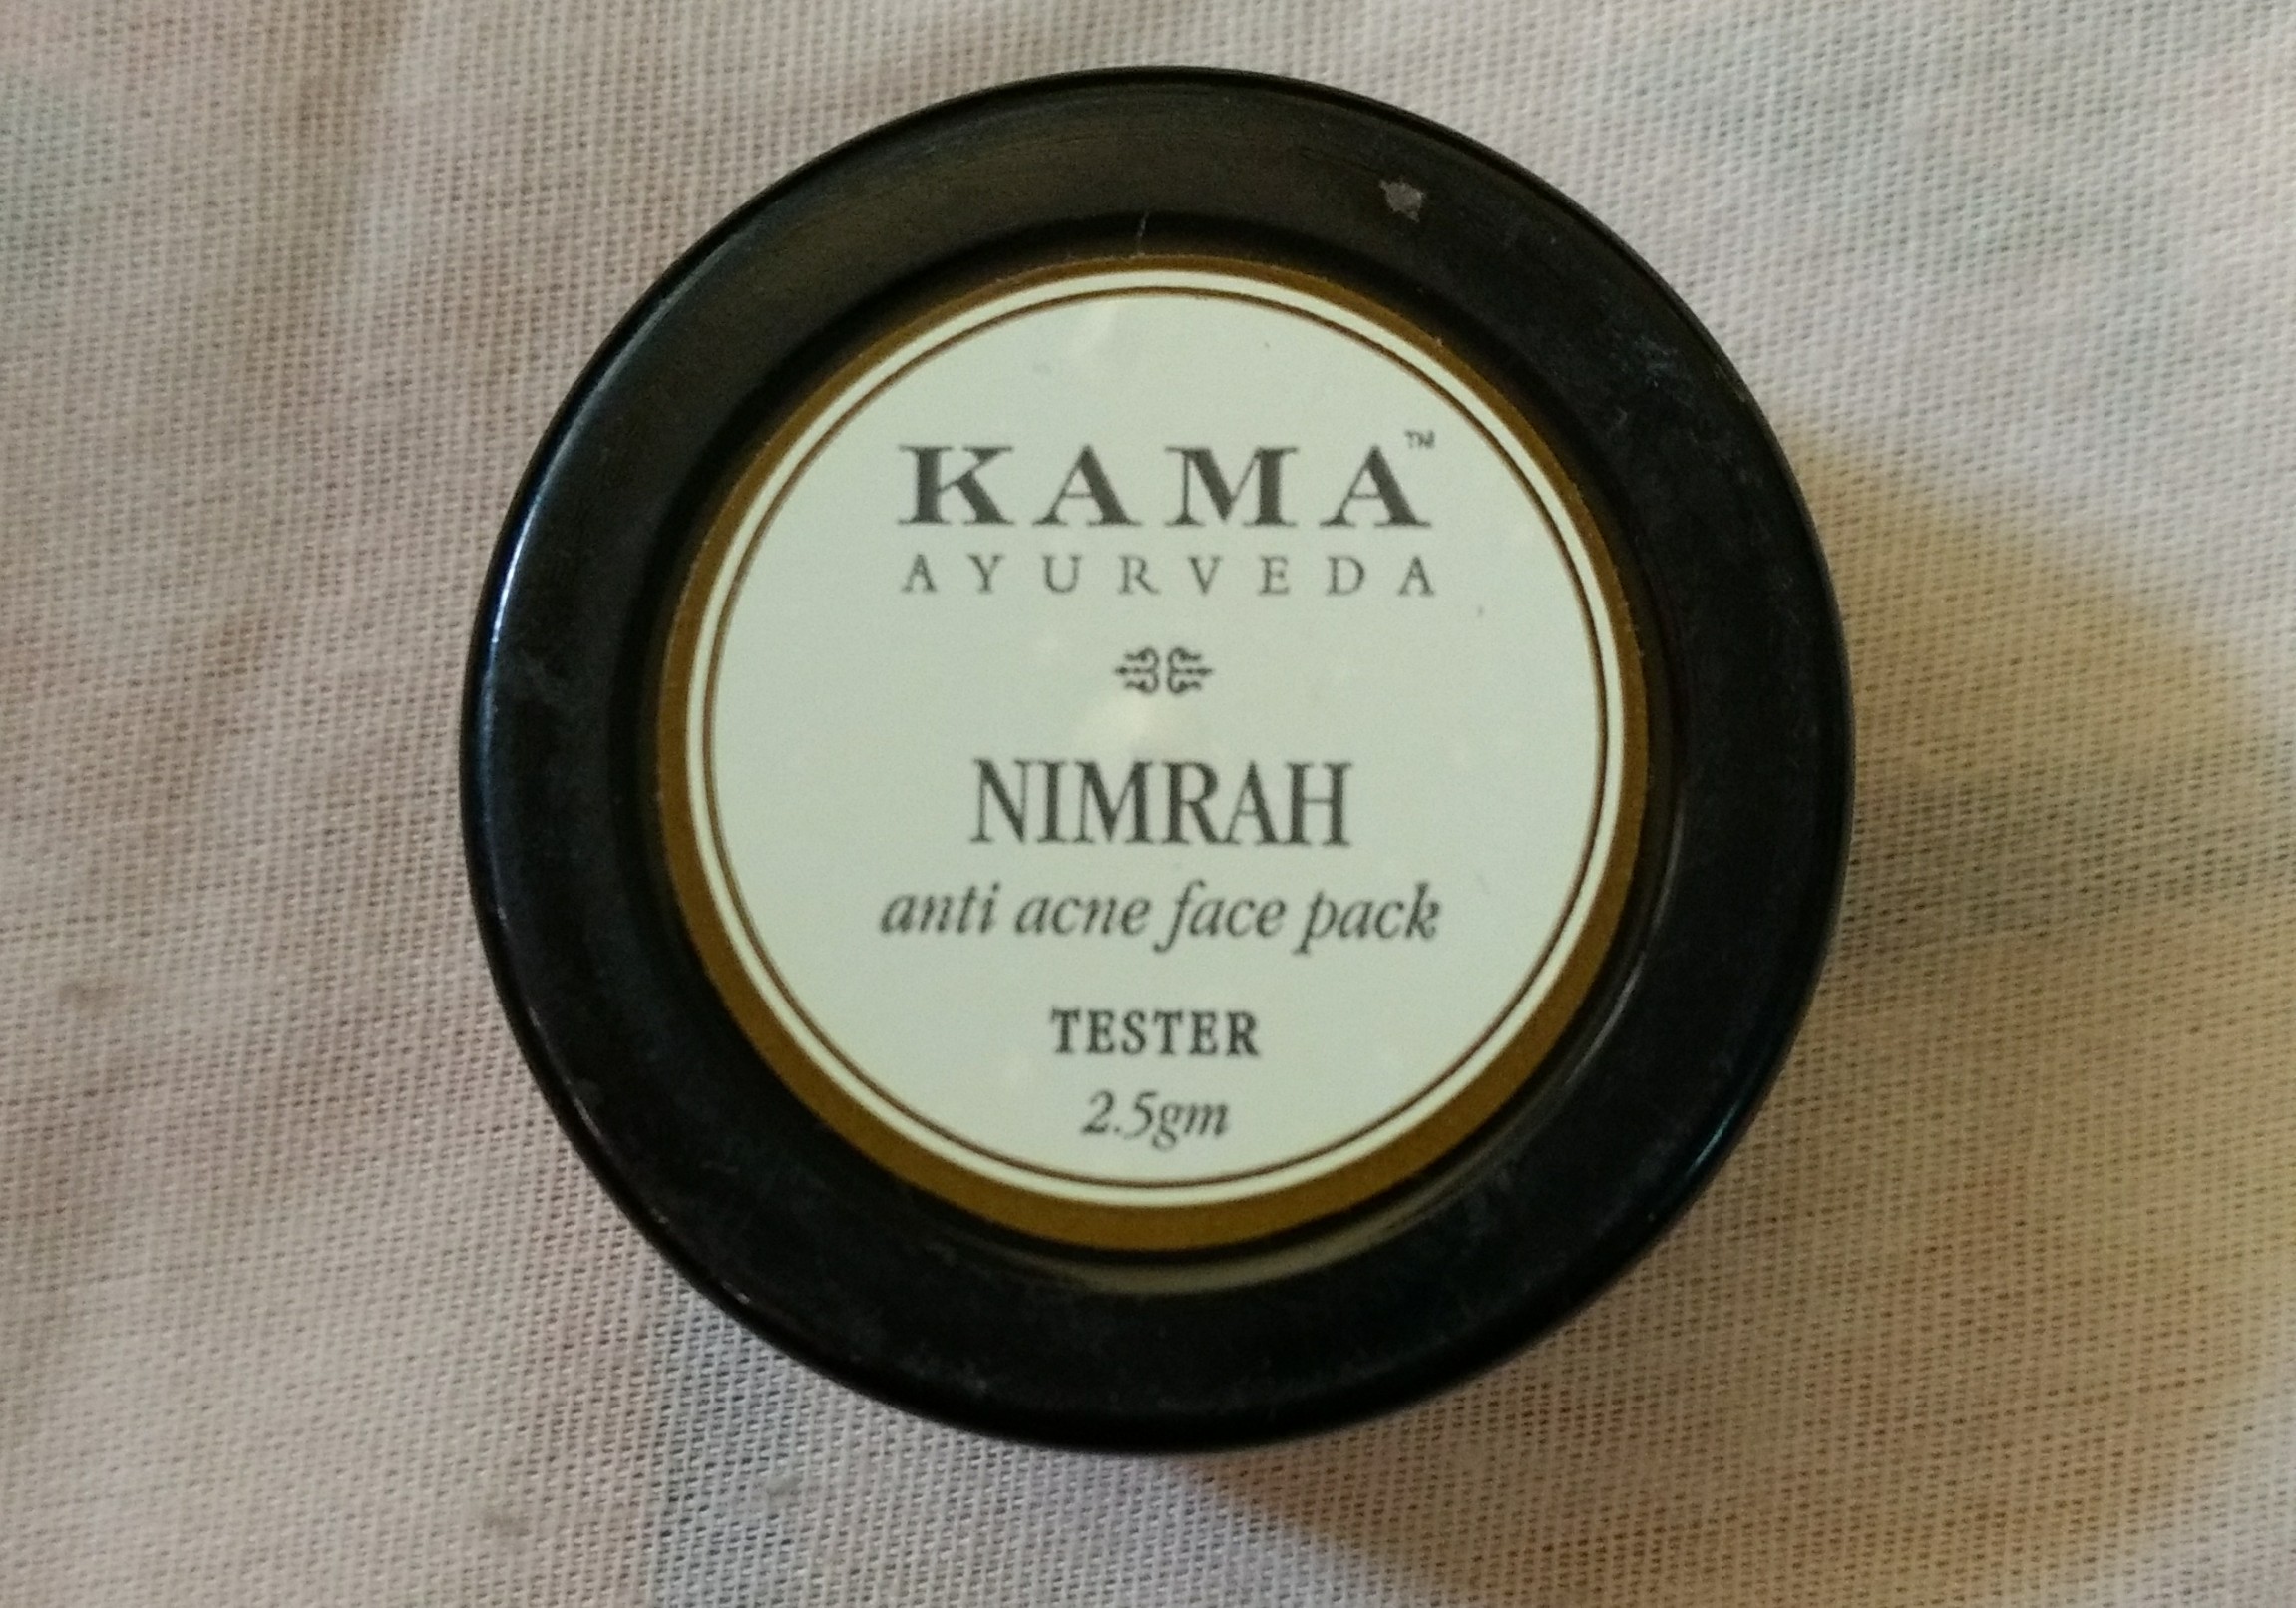 KAMA™
AYURVEDA
NIMRAH
anti acne face pack
TESTER
2.5gm